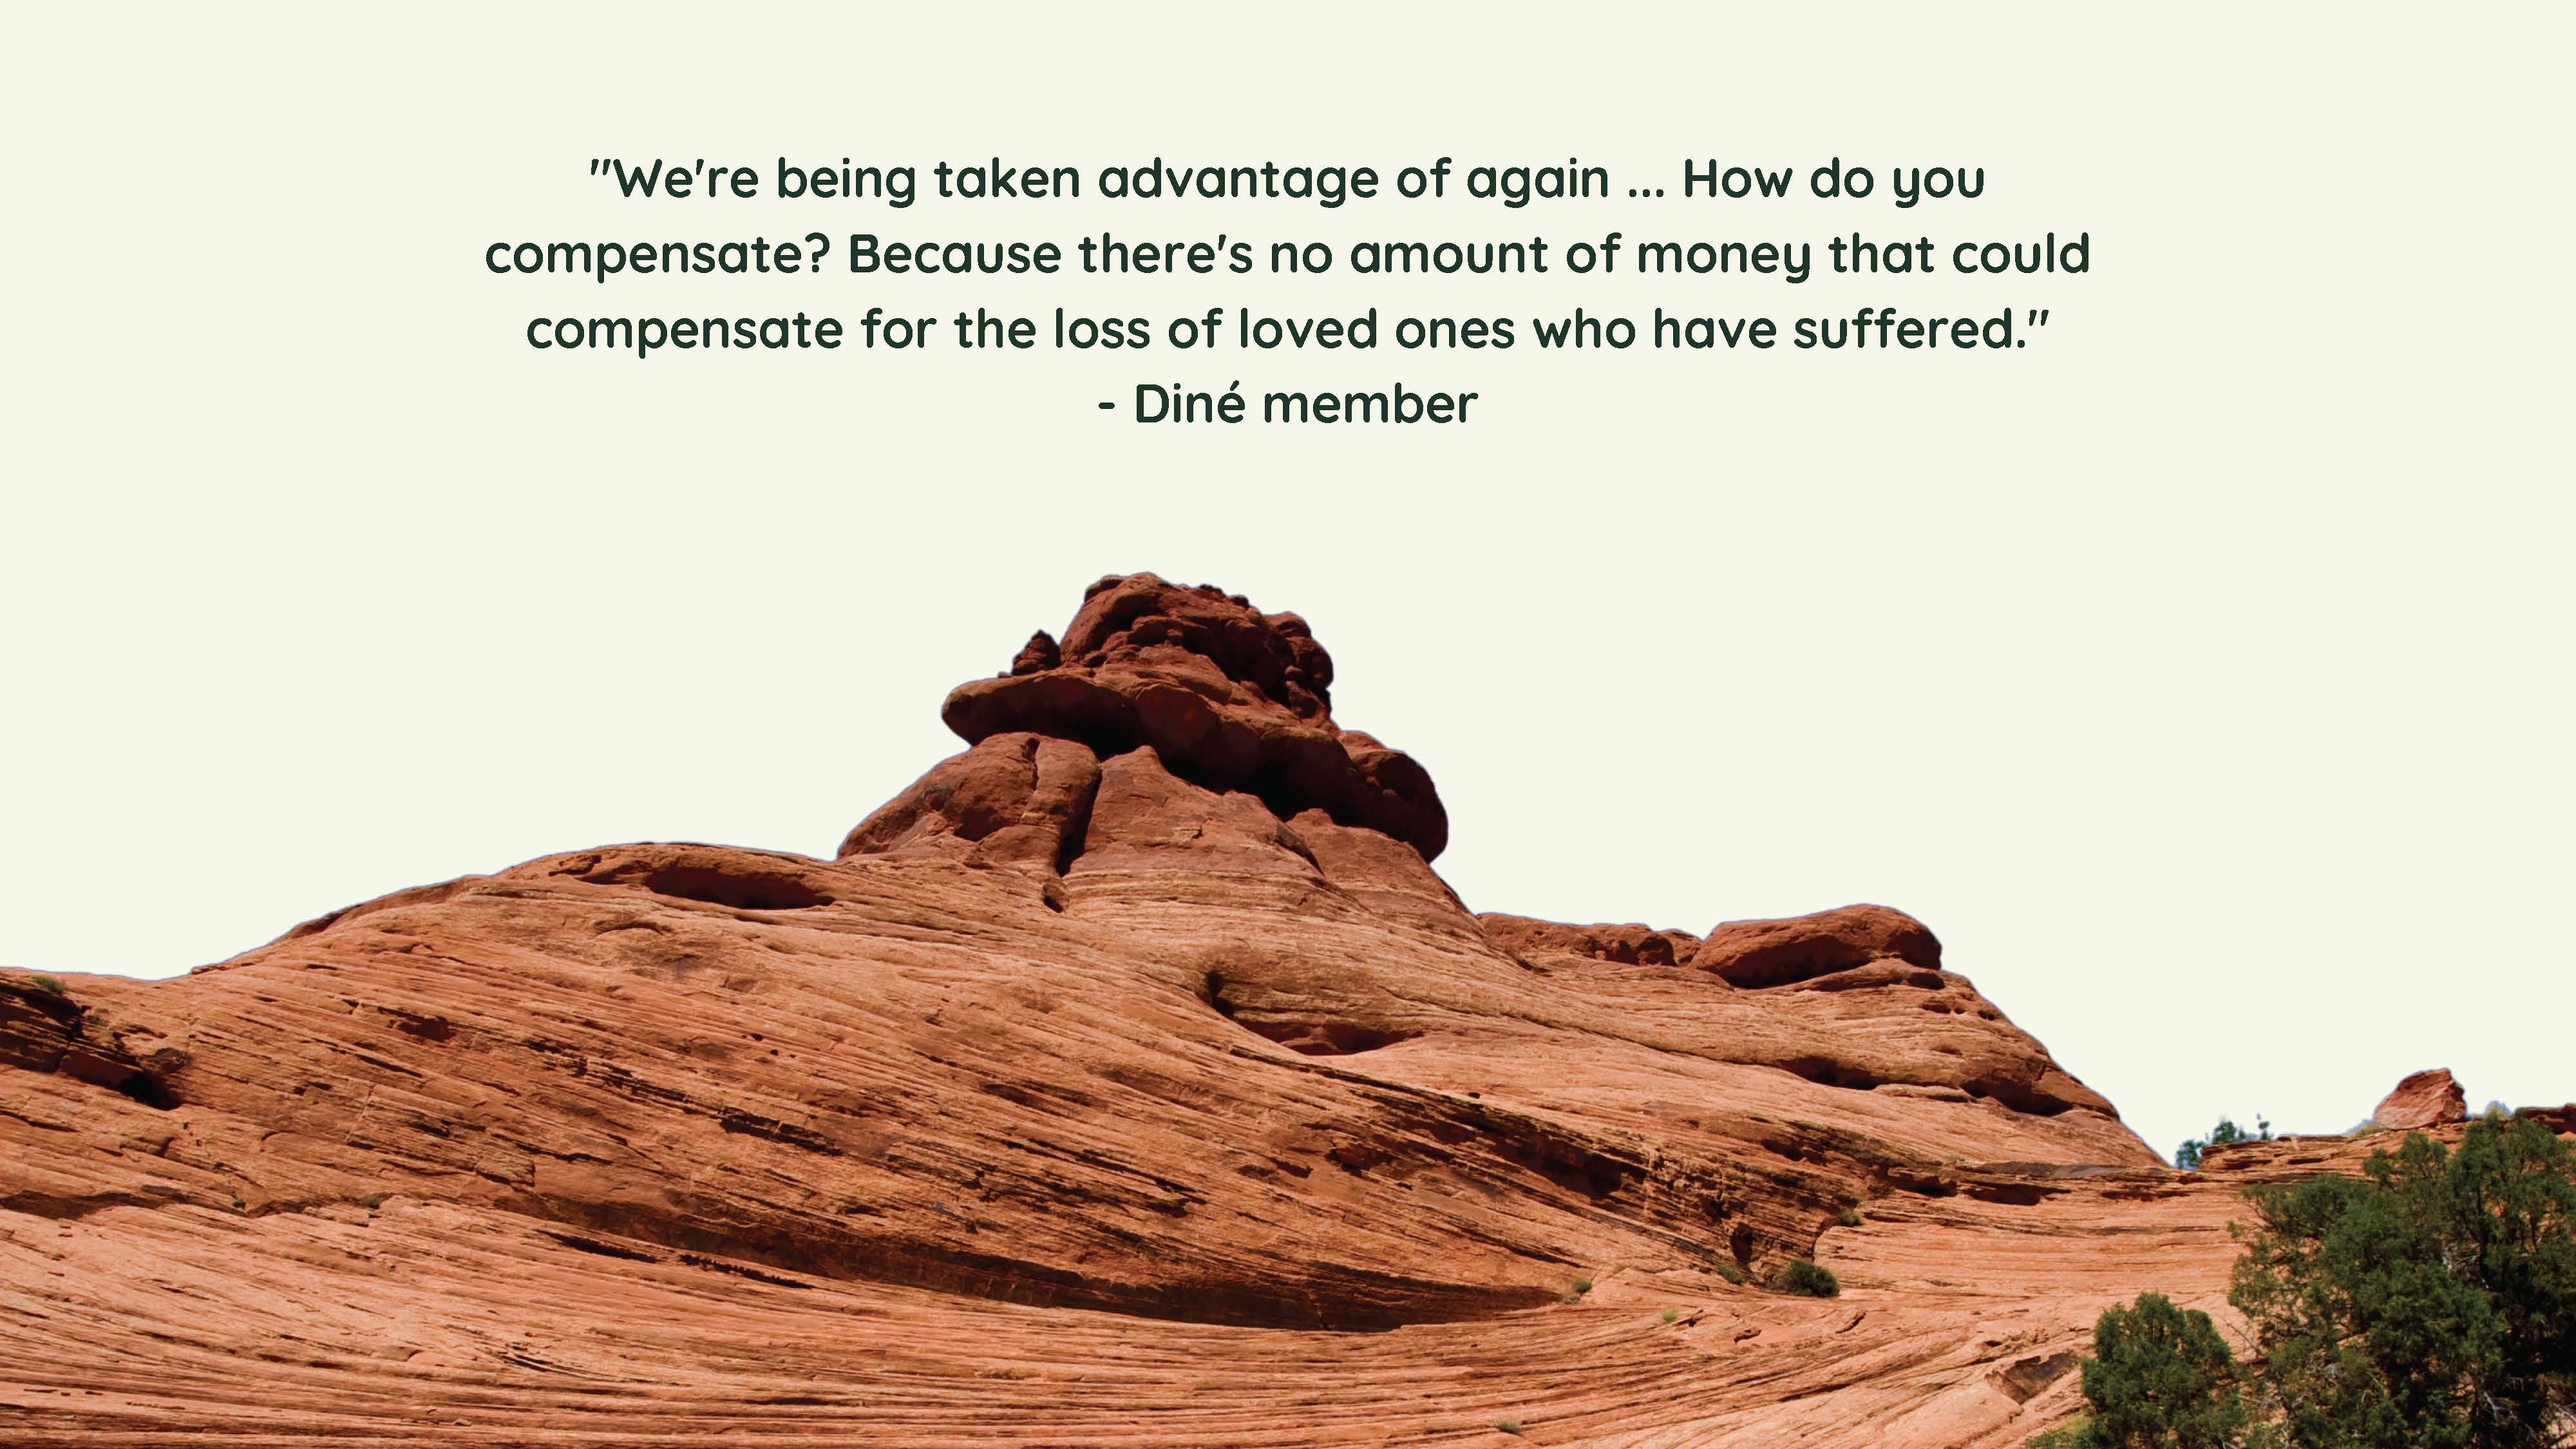 "We're being taken advantage of again ... How do you
compensate? Because there's no amount of money that could
compensate for the loss of loved ones who have suffered."
- Diné member